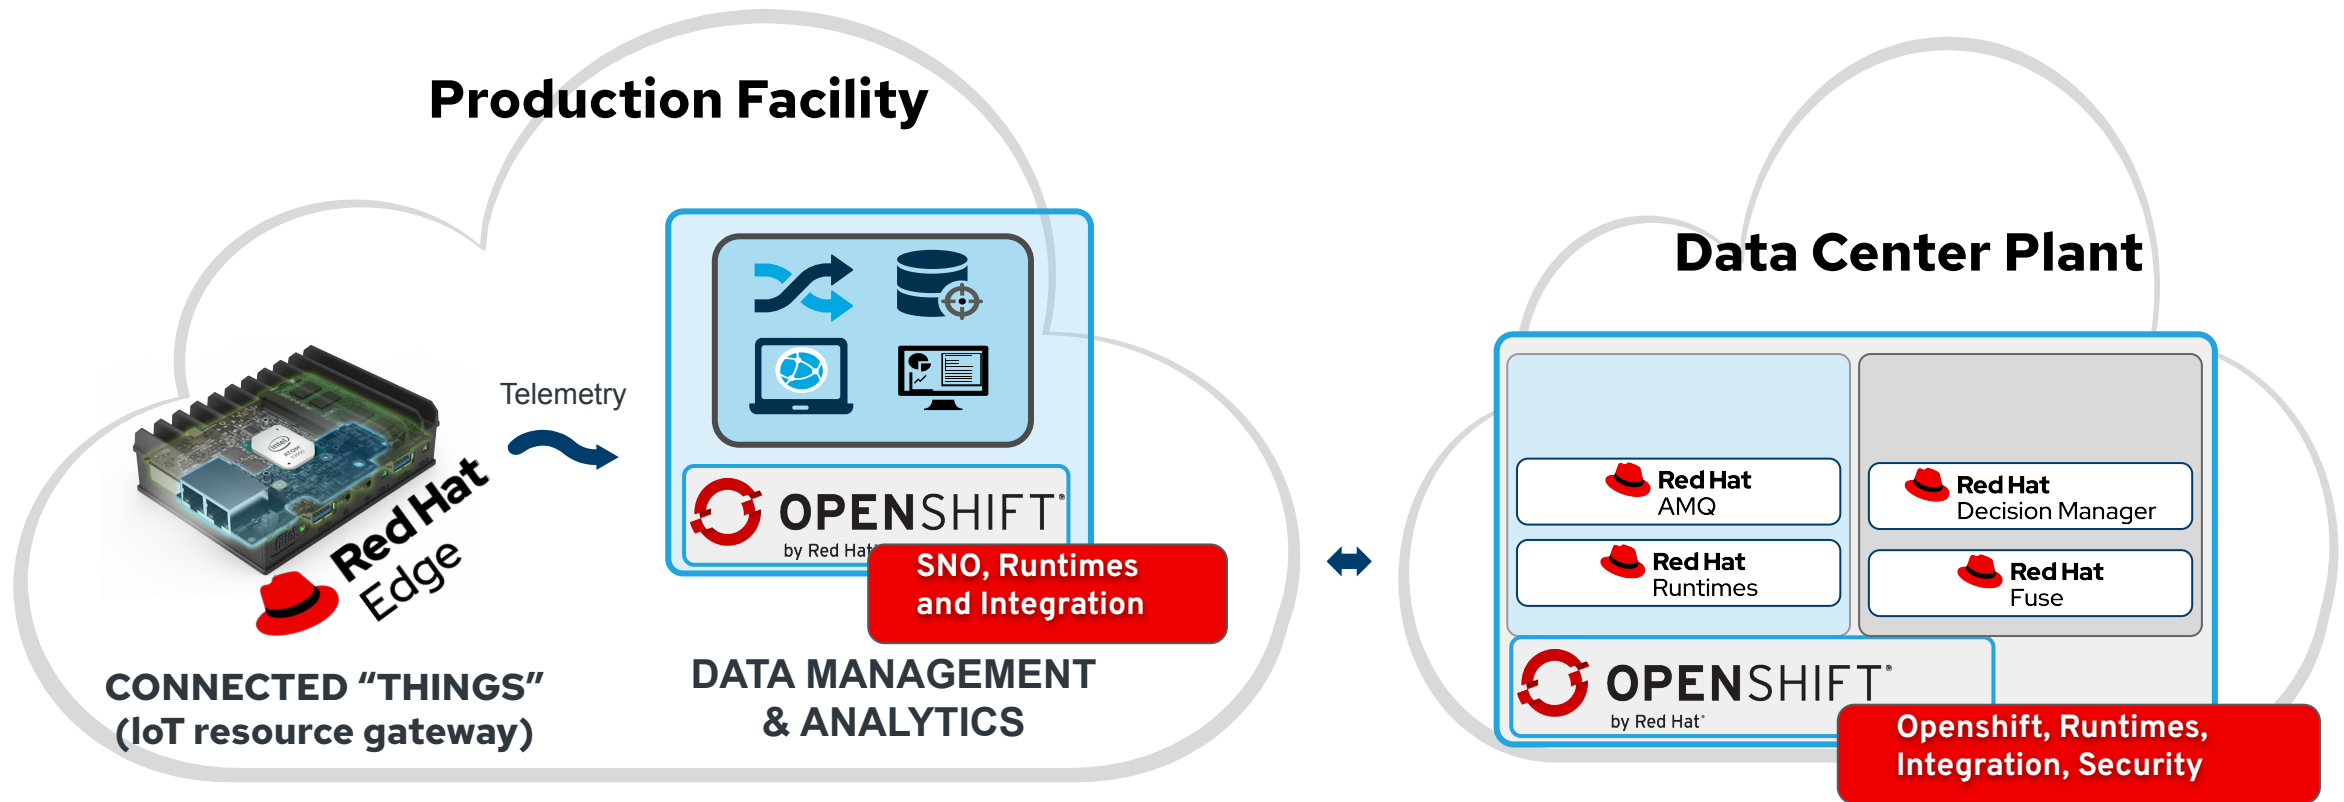 Production Facility
Data Center Plant
Telemetry
intel
ATOM
Red Hat
Edge
OPENSHIFT®
by Red Hat
SNO, Runtimes
and Integration
CONNECTED “THINGS”
(IoT resource gateway)
DATA MANAGEMENT
& ANALYTICS
Red Hat
AMQ
Red Hat
Runtimes
Red Hat
Decision Manager
Red Hat
Fuse
OPENSHIFT®
by Red Hat®
Openshift, Runtimes,
Integration, Security